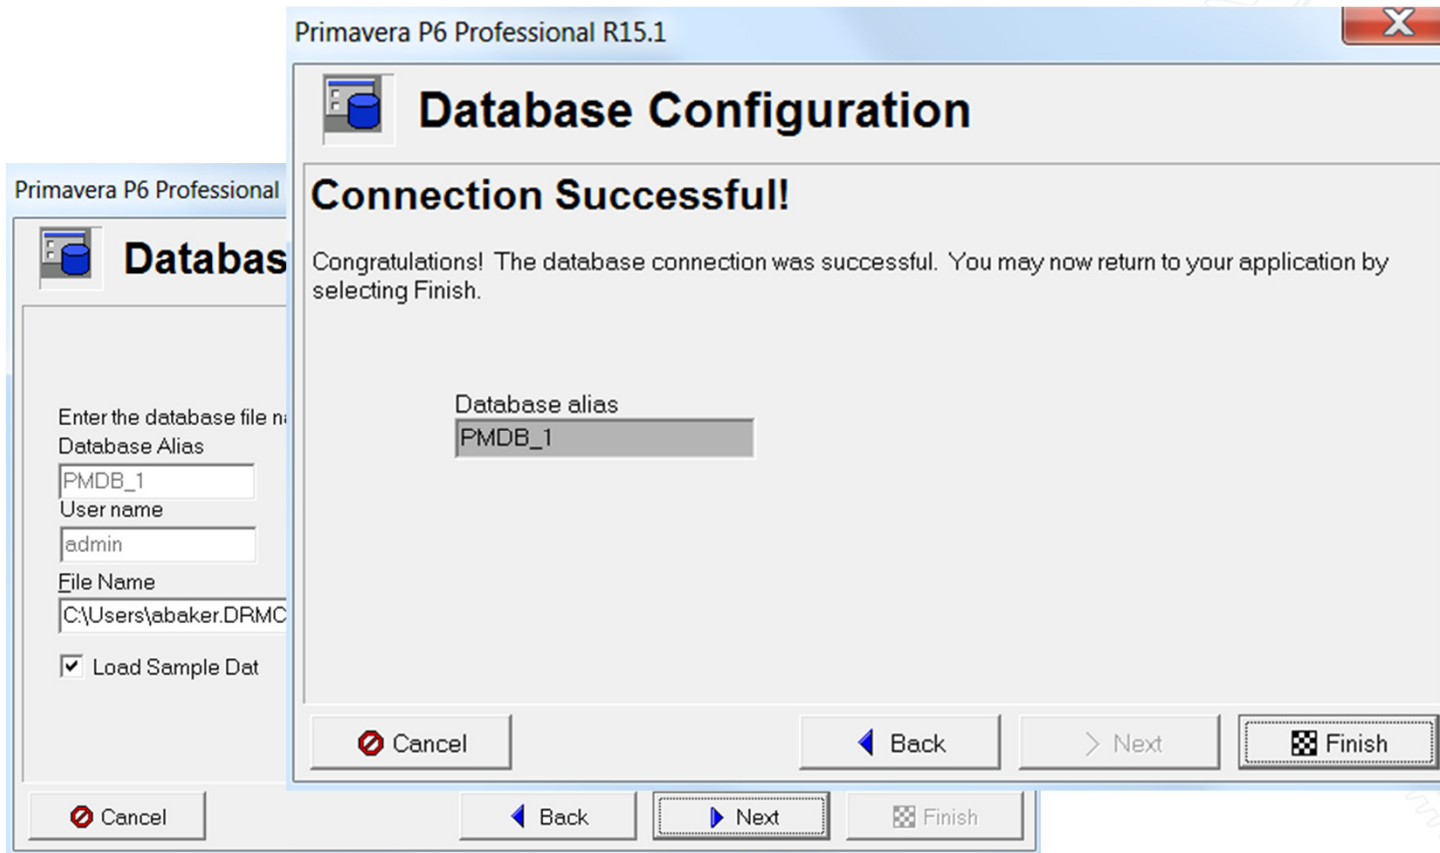 Primavera P6 Professional R15.1
Database Configuration
Connection Successful!
Congratulations! The database connection was successful. You may now return to your application by
selecting Finish.
Database alias
PMDB_1
Cancel
Back
Next
Finish
Primavera P6 Professional
Databas
Enter the database file n
Database Alias
PMDB_1
User name
admin
File Name
C:\Users\abaker.DRMC
Load Sample Dat
Cancel
Back
Next
Finish